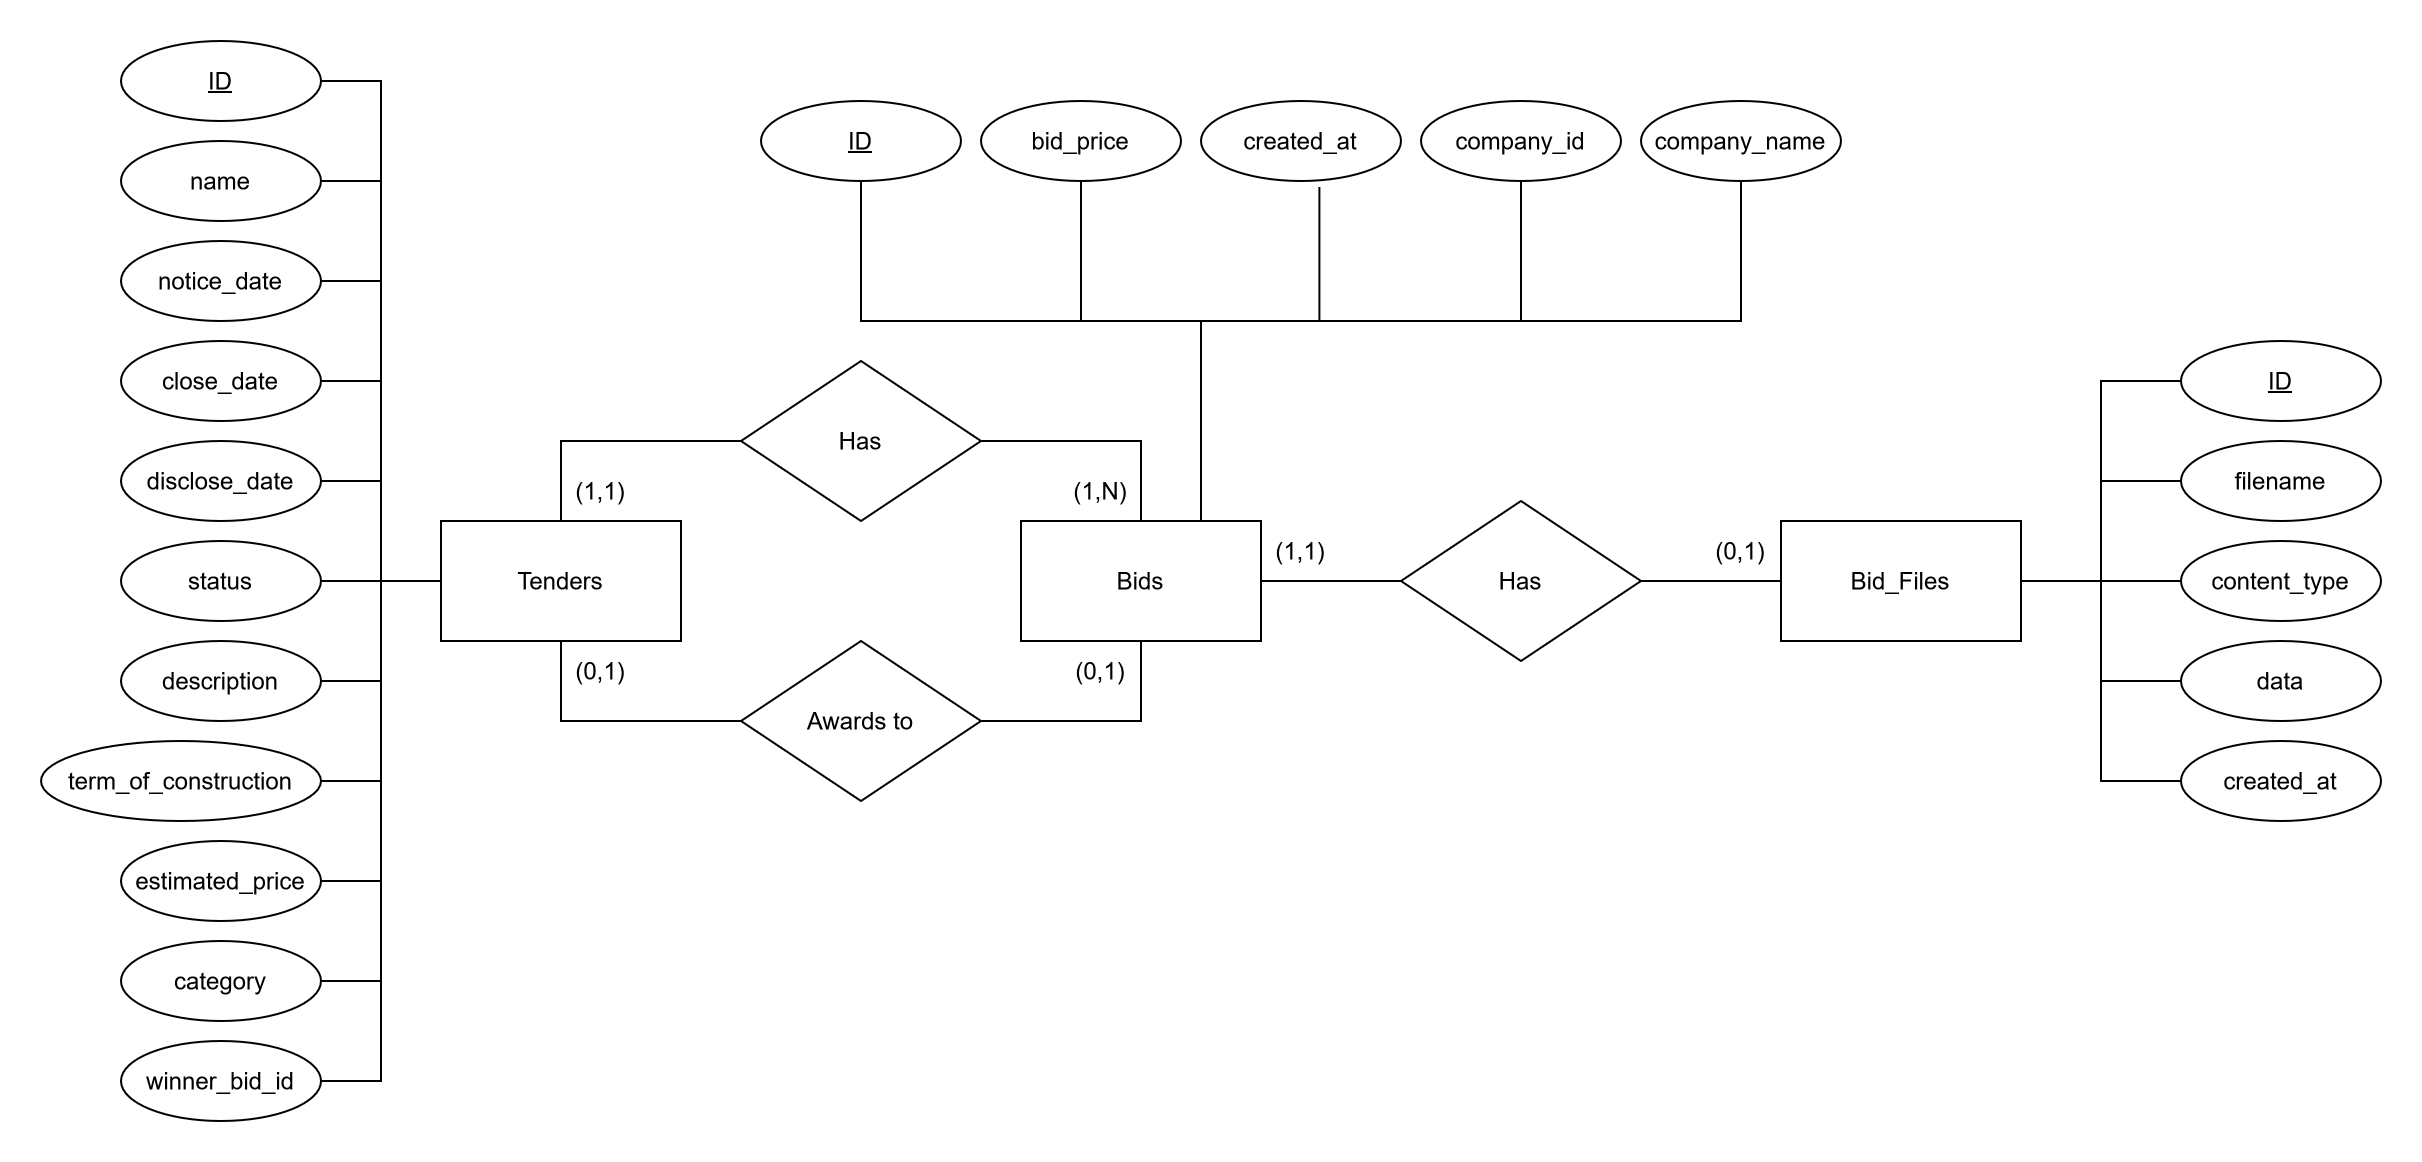 ID
name
notice_date
close_date
disclose_date
status
description
term_of_construction
estimated_price
category
winner_bid_id
ID
bid_price
created_at
company_id
company_name
Has
(1,1)
(1,N)
Tenders
Bids
(0,1)
(0,1)
Awards to
(1,1)
Has
(0,1)
Bid_Files
ID
filename
content_type
data
created_at